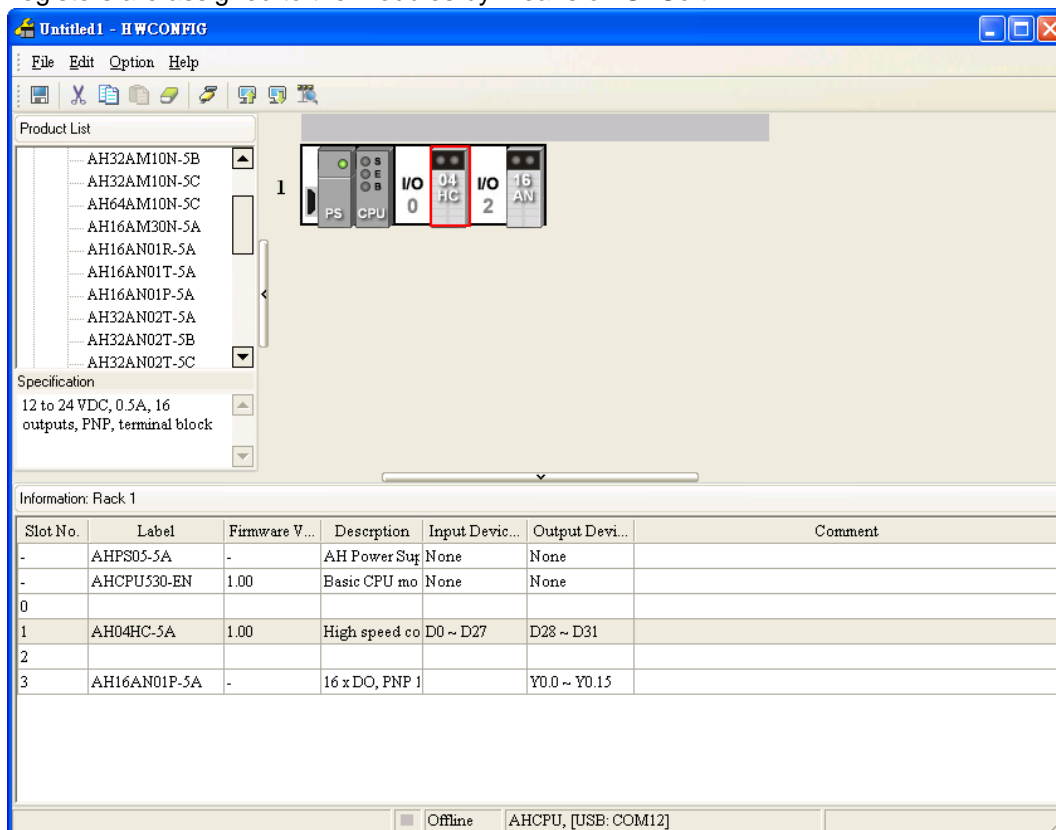 Untitled1 - HWCONFIG
File Edit Option Help
Product List
AH32AM10N-5B
AH32AM10N-5C
AH64AM10N-5C
AH16AM30N-5A
AH16AN01R-5A
AH16AN01T-5A
AH16AN01P-5A
AH32AN02T-5A
AH32AN02T-5B
AH32AN02T-5C
Specification
12 to 24 VDC, 0.5A, 16
outputs, PNP, terminal block
1
PS CPU S E B I/O 0 04 HC I/O 2 16 AN
Information: Rack 1
Slot No. Label Firmware V... Descrption Input Devic... Output Devi... Comment
- AHPS05-5A - AH Power Sup None None
- AHCPU530-EN 1.00 Basic CPU mo None None
0
1 AH04HC-5A 1.00 High speed co D0 ~ D27 D28 ~ D31
2
3 AH16AN01P-5A - 16 x DO, PNP 1 Y0.0 ~ Y0.15
Offline AHCPU, [USB: COM12]